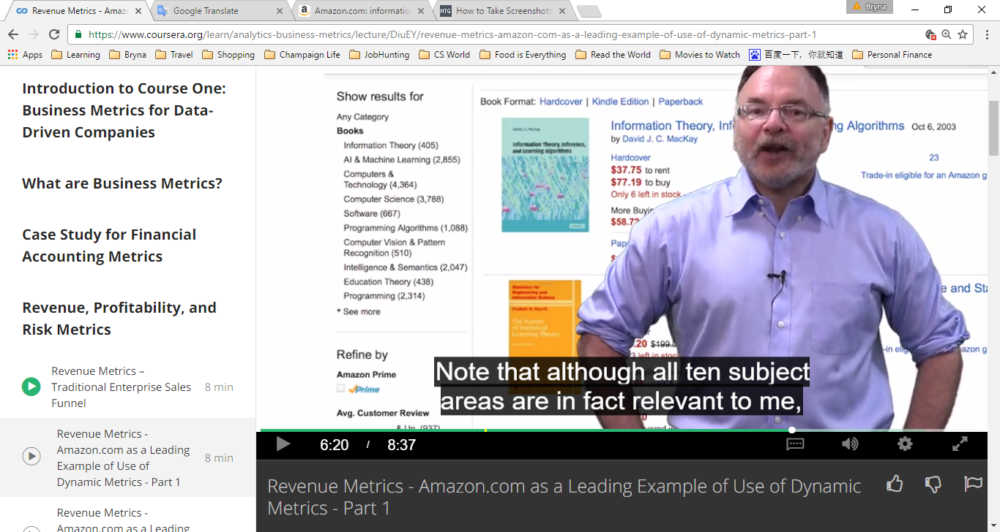 Revenue Metrics - Amaz
Google Translate
Amazon.com: informatio
HTG How to Take Screenshots
Bryna
https://www.coursera.org/learn/analytics-business-metrics/lecture/DiuEY/revenue-metrics-amazon-com-as-a-leading-example-of-use-of-dynamic-metrics-part-1
Apps Learning Bryna Travel Shopping Champaign Life JobHunting CS World Food is Everything Read the World Movies to Watch 百度一下，你就知道 Personal Finance
Introduction to Course One:
Business Metrics for Data-
Driven Companies
What are Business Metrics?
Case Study for Financial
Accounting Metrics
Revenue, Profitability, and
Risk Metrics
Revenue Metrics –
Traditional Enterprise Sales
Funnel
8 min
Revenue Metrics -
Amazon.com as a Leading
Example of Use of
Dynamic Metrics - Part 1
8 min
Revenue Metrics -
Amazon.com as a Leading
Show results for
Any Category
Books
Information Theory (405)
AI & Machine Learning (2,855)
Computers &
Technology (4,364)
Computer Science (3,788)
Software (667)
Programming Algorithms (1,088)
Computer Vision & Pattern
Recognition (510)
Intelligence & Semantics (2,047)
Education Theory (438)
Programming (2,314)
+ See more
Refine by
Amazon Prime
Prime
Avg. Customer Review
& Up (937)
Book Format: Hardcover | Kindle Edition | Paperback
David J.C. MacKay
Information Theory, Inference,
and Learning Algorithms
Information Theory, Inf
ng Algorithms Oct 6, 2003
by David J. C. MacKay
Hardcover
$37.75 to rent
$77.19 to buy
Only 6 left in stock
More Buyin
$58.72
Pap
23
Trade-in eligible for an Amazon g
Statistics for
Engineering and
Information Science
Vladimir N. Vapnik
The Nature
of Statistical
Learning Theory
e and Sta
.20 $199.0
3 left in stoc
e-in elig
azon g
Note that although all ten subject
areas are in fact relevant to me,
6:20 / 8:37
Revenue Metrics - Amazon.com as a Leading Example of Use of Dynamic
Metrics - Part 1